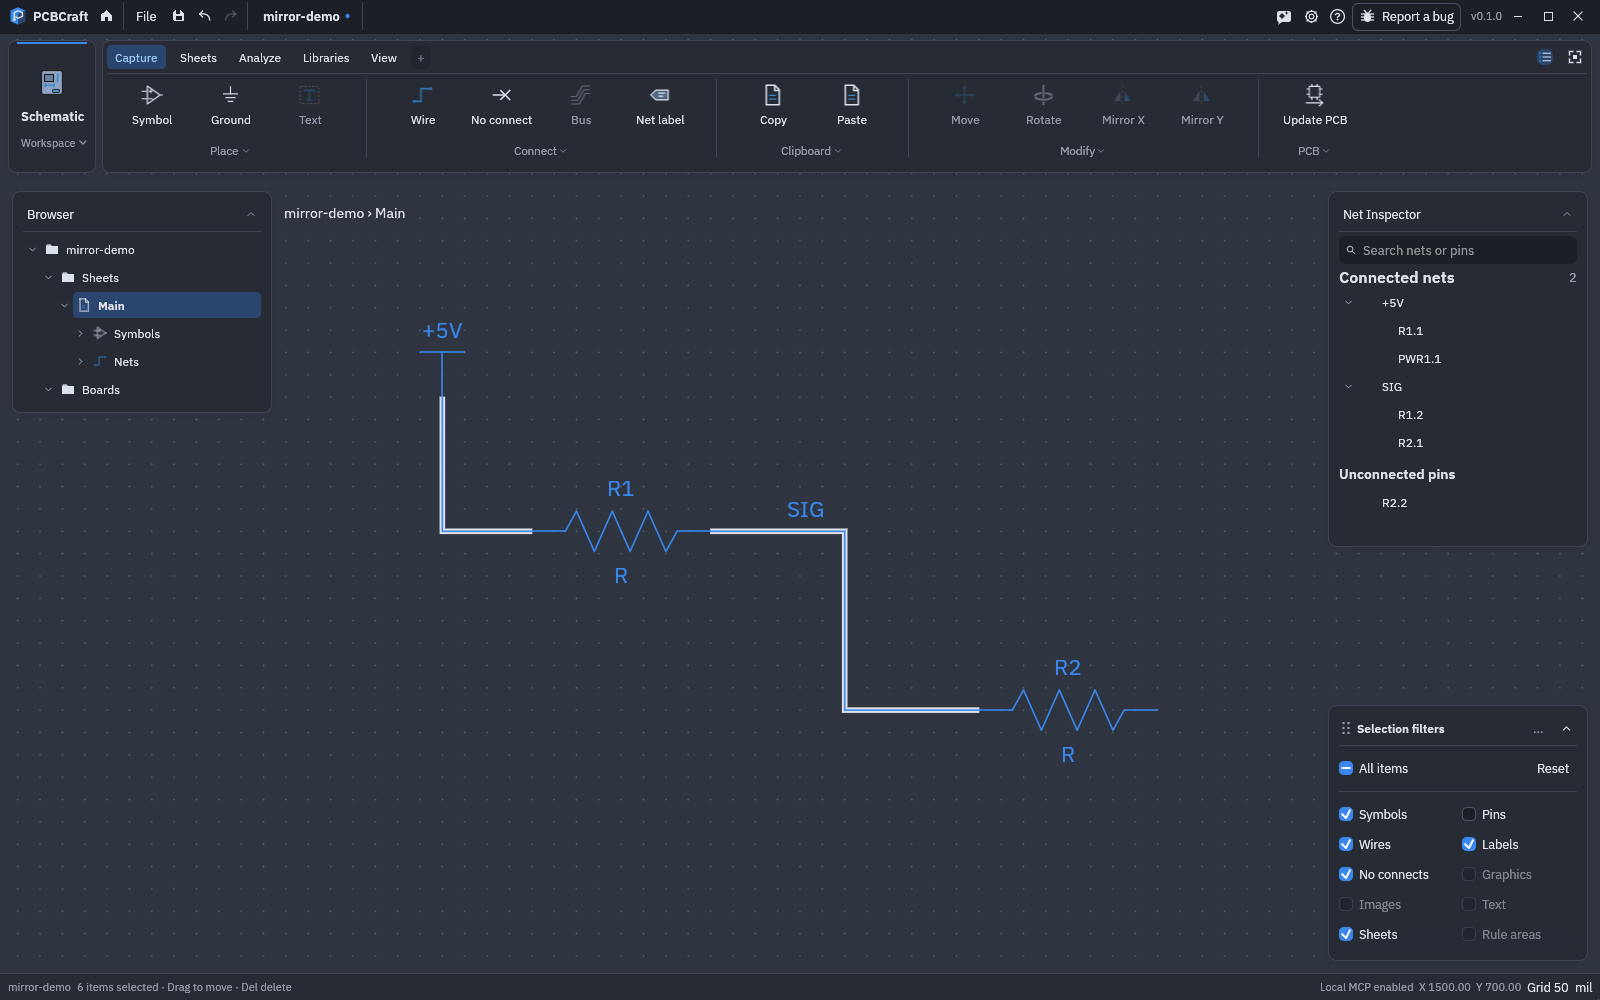 PCBCraft File mirror-demo Report a bug v0.1.0
Capture Sheets Analyze Libraries View +
Schematic
Workspace
Symbol Ground Text Wire No connect Bus Net label Copy Paste Move Rotate Mirror X Mirror Y Update PCB
Place Connect Clipboard Modify PCB
Browser
mirror-demo
Sheets
Main
Symbols
Nets
Boards
mirror-demo › Main
+5V
R1
R
SIG
R2
R
Net Inspector
Search nets or pins
Connected nets 2
+5V
R1.1
PWR1.1
SIG
R1.2
R2.1
Unconnected pins
R2.2
Selection filters ...
All items Reset
Symbols Pins
Wires Labels
No connects Graphics
Images Text
Sheets Rule areas
mirror-demo 6 items selected · Drag to move · Del delete Local MCP enabled X 1500.00 Y 700.00 Grid 50 mil